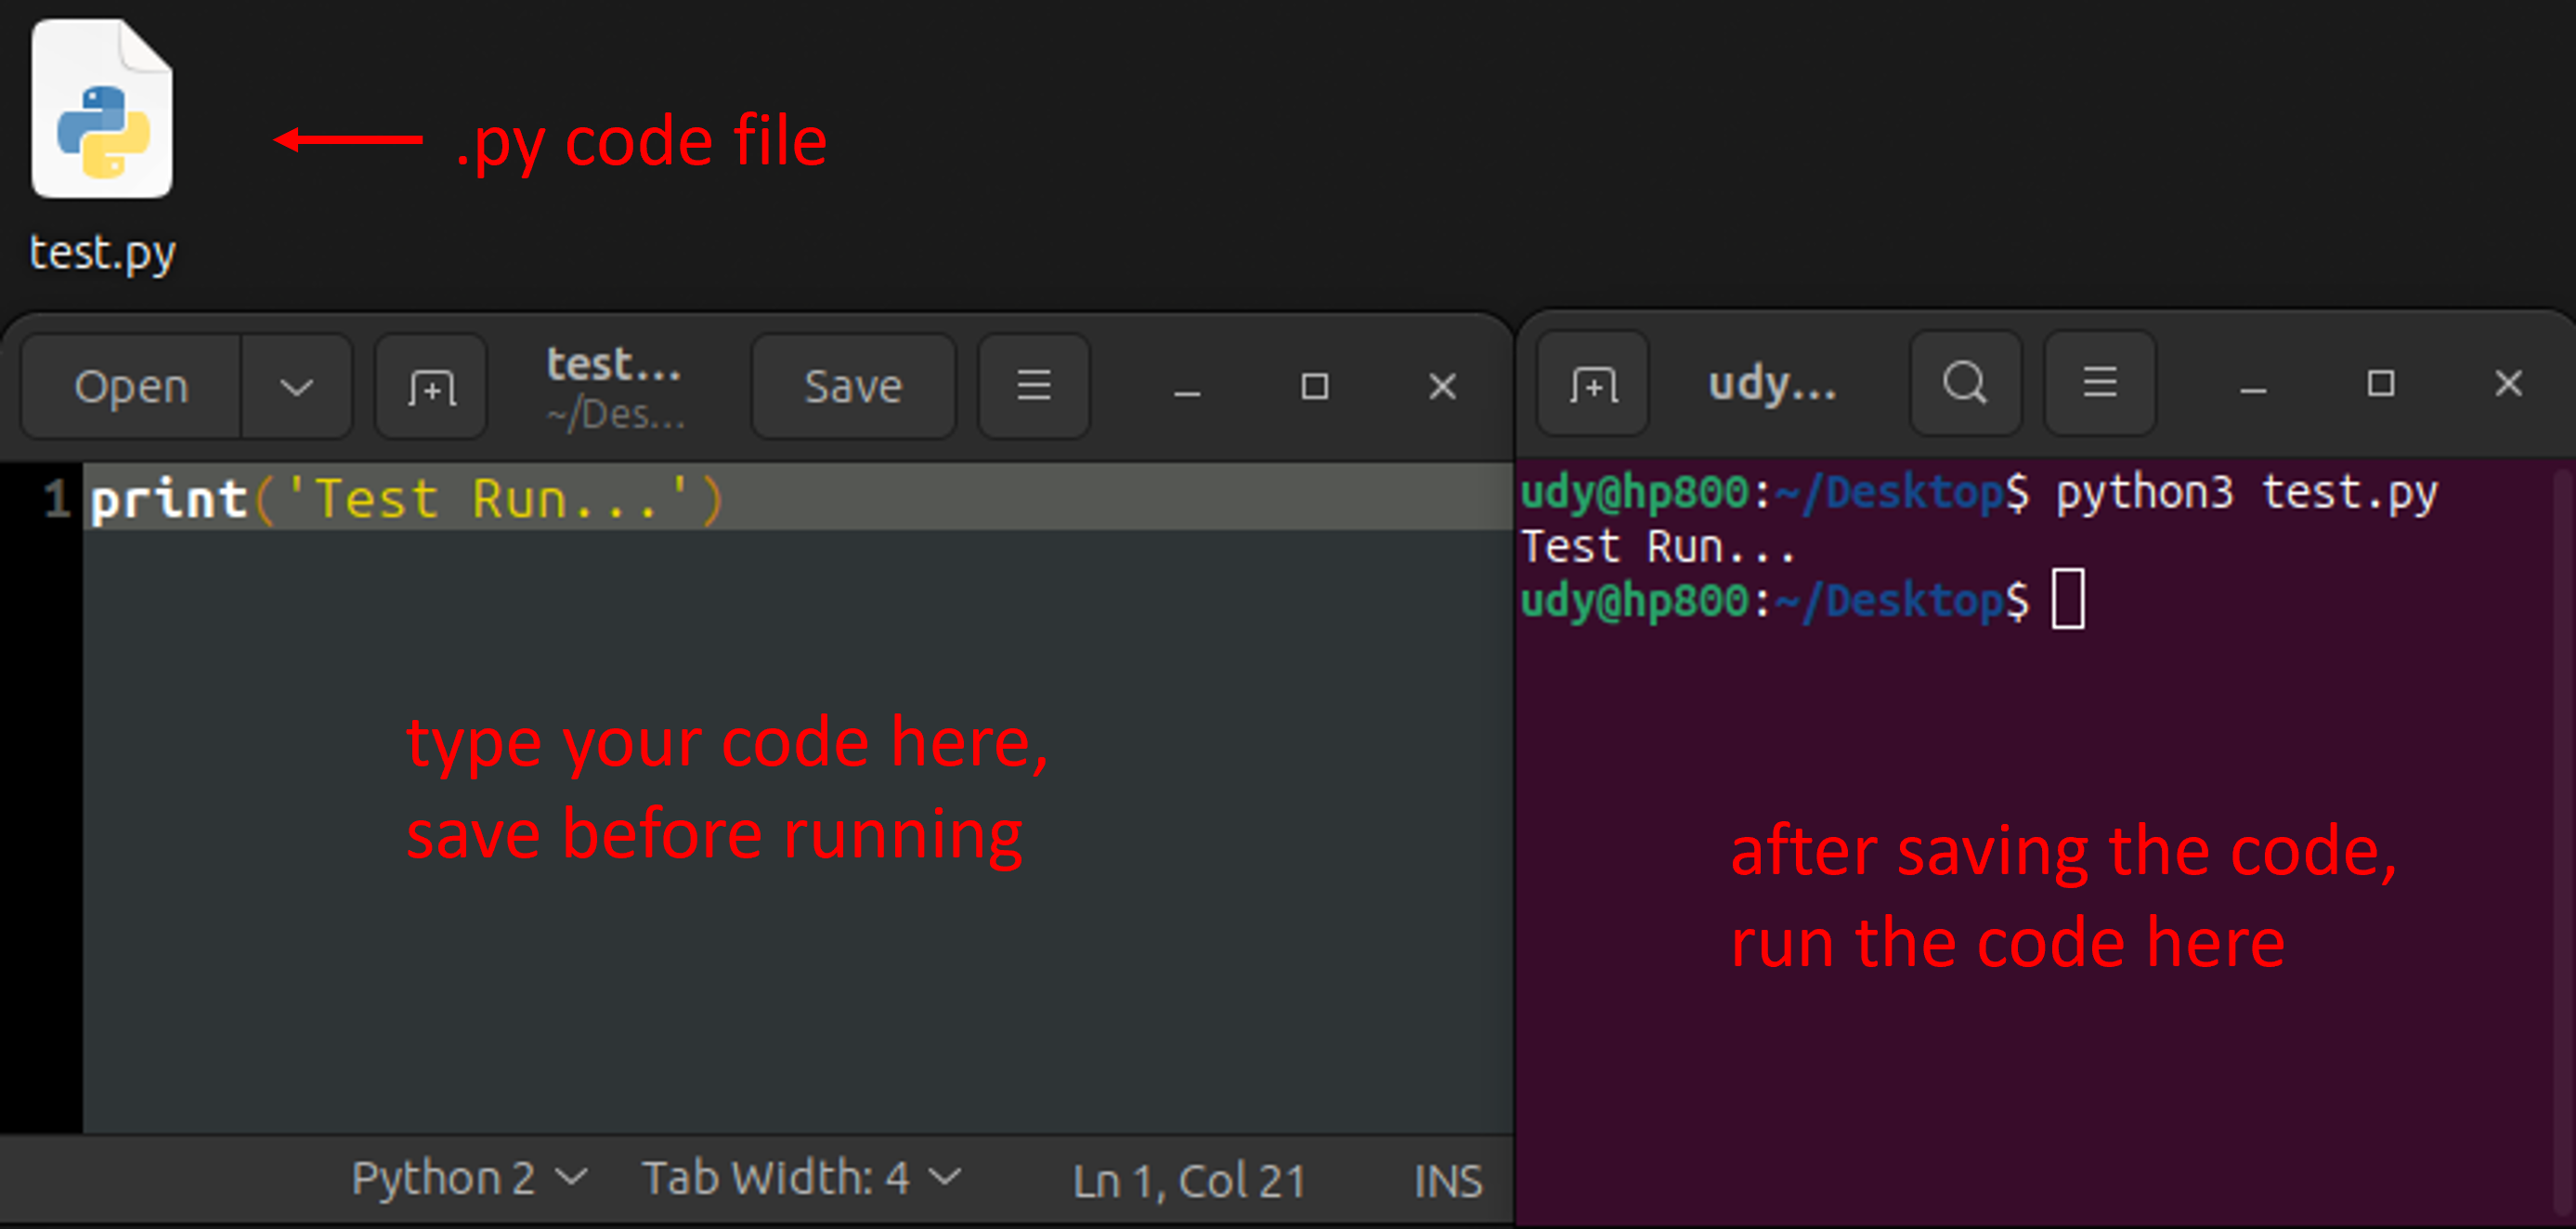 .py code file
test.py
Open
test...
~/Des...
Save
1 print('Test Run...')
type your code here,
save before running
Python 2 Tab Width: 4 Ln 1, Col 21 INS
udy...
udy@hp800:~/Desktop$ python3 test.py
Test Run...
udy@hp800:~/Desktop$
after saving the code,
run the code here